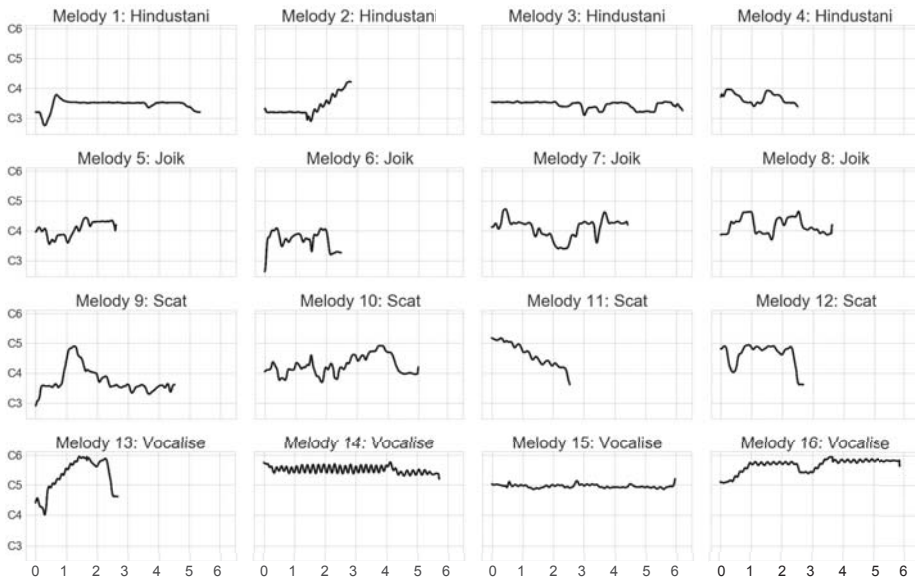 Melody 1: Hindustani Melody 2: Hindustani Melody 3: Hindustani Melody 4: Hindustani
C6
C5
C4
C3
Melody 5: Joik Melody 6: Joik Melody 7: Joik Melody 8: Joik
C6
C5
C4
C3
Melody 9: Scat Melody 10: Scat Melody 11: Scat Melody 12: Scat
C6
C5
C4
C3
Melody 13: Vocalise Melody 14: Vocalise Melody 15: Vocalise Melody 16: Vocalise
C6
C5
C4
C3
0 1 2 3 4 5 6 0 1 2 3 4 5 6 0 1 2 3 4 5 6 0 1 2 3 4 5 6